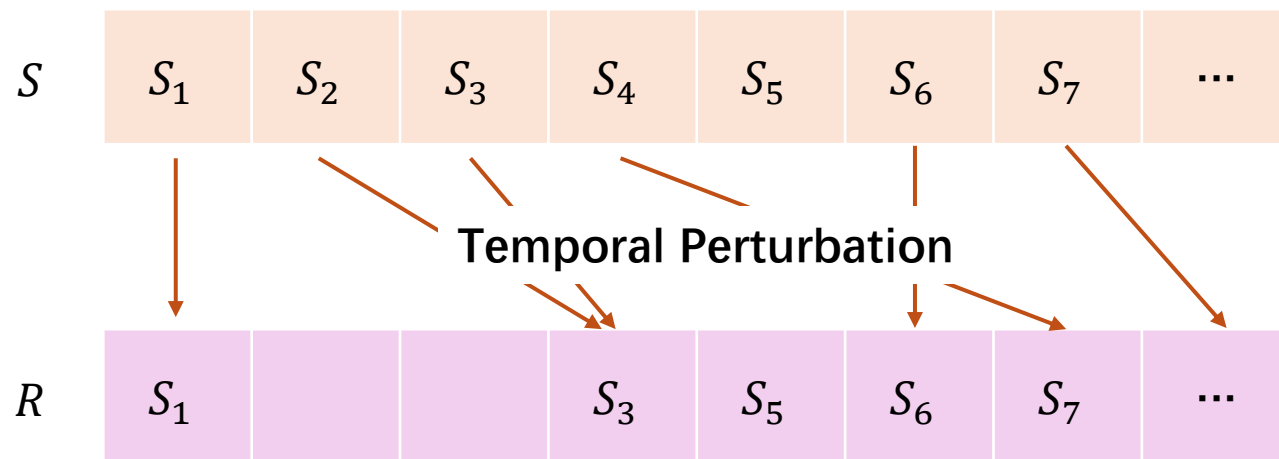 S S₁ S₂ S₃ S₄ S₅ S₆ S₇ ...
Temporal Perturbation
R S₁ S₃ S₅ S₆ S₇ ...